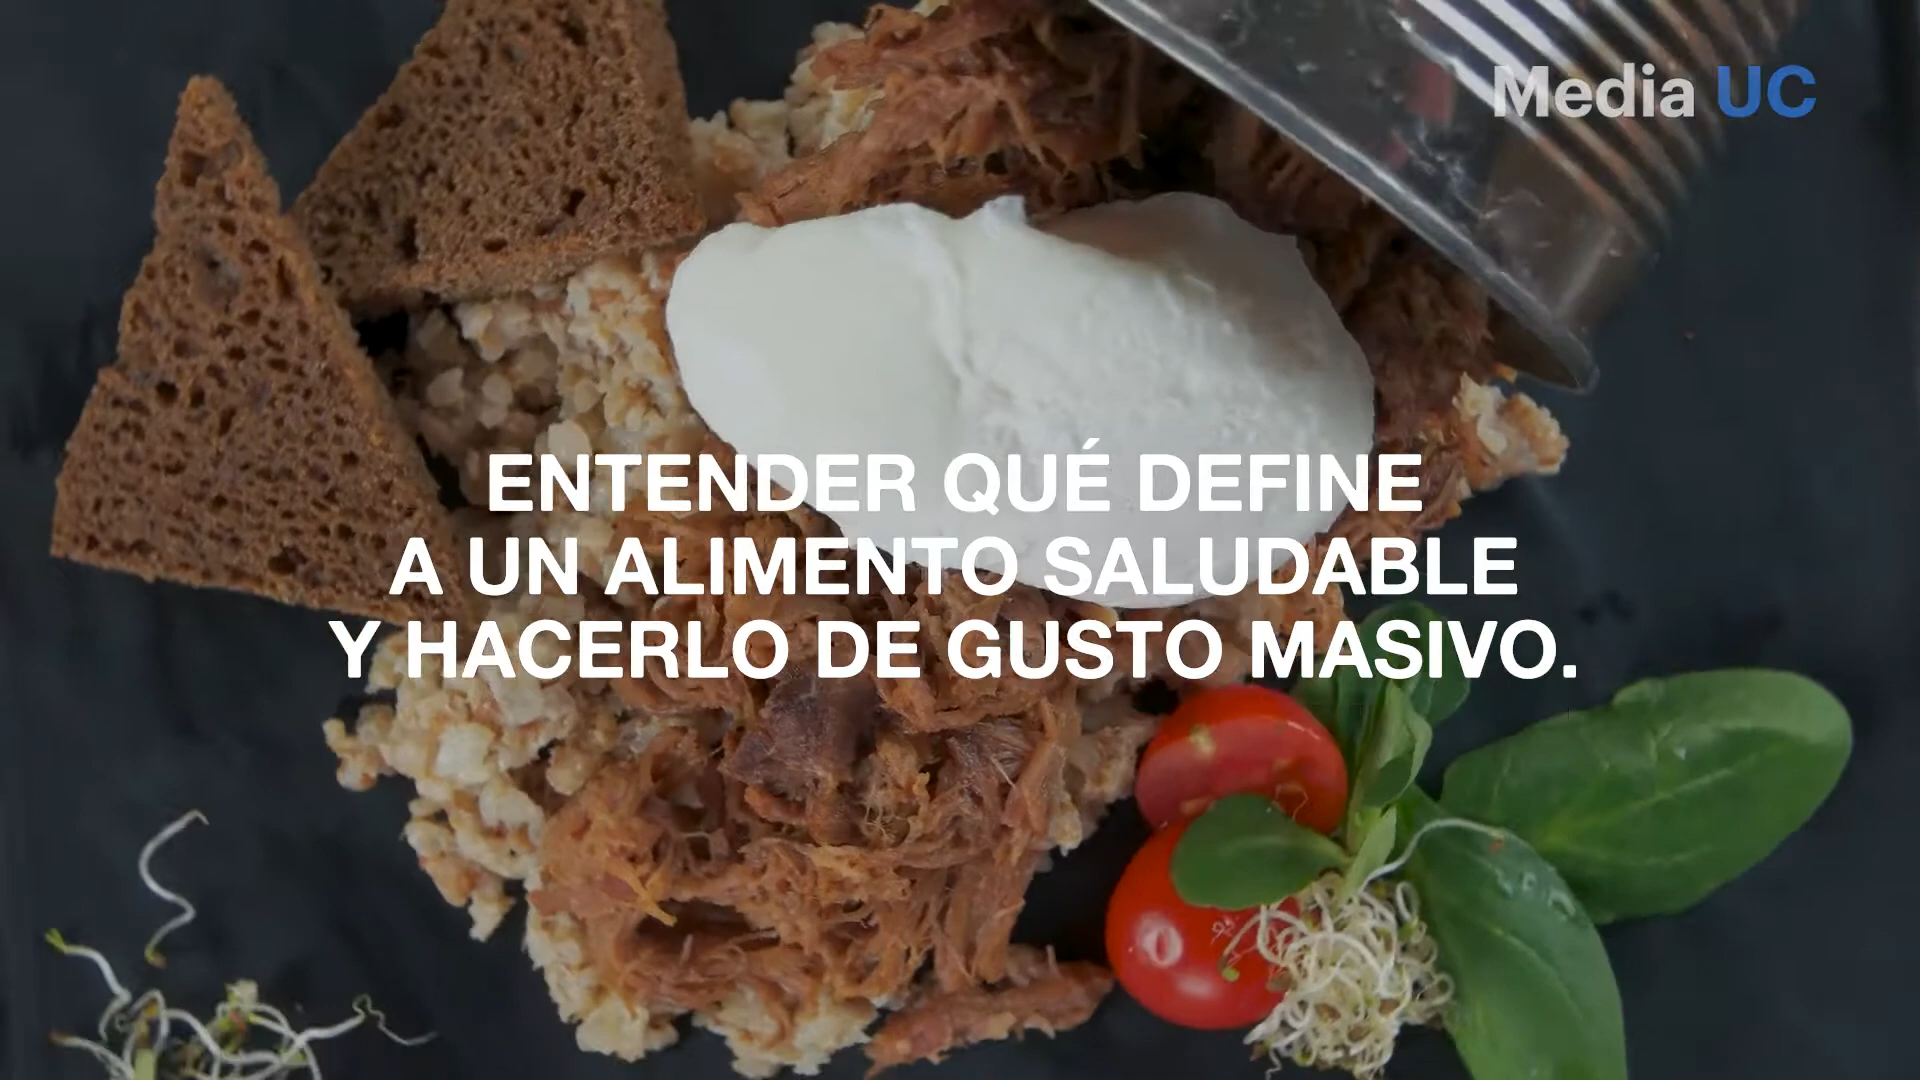 Media UC
ENTENDER QUÉ DEFINE
A UN ALIMENTO SALUDABLE
Y HACERLO DE GUSTO MASIVO.